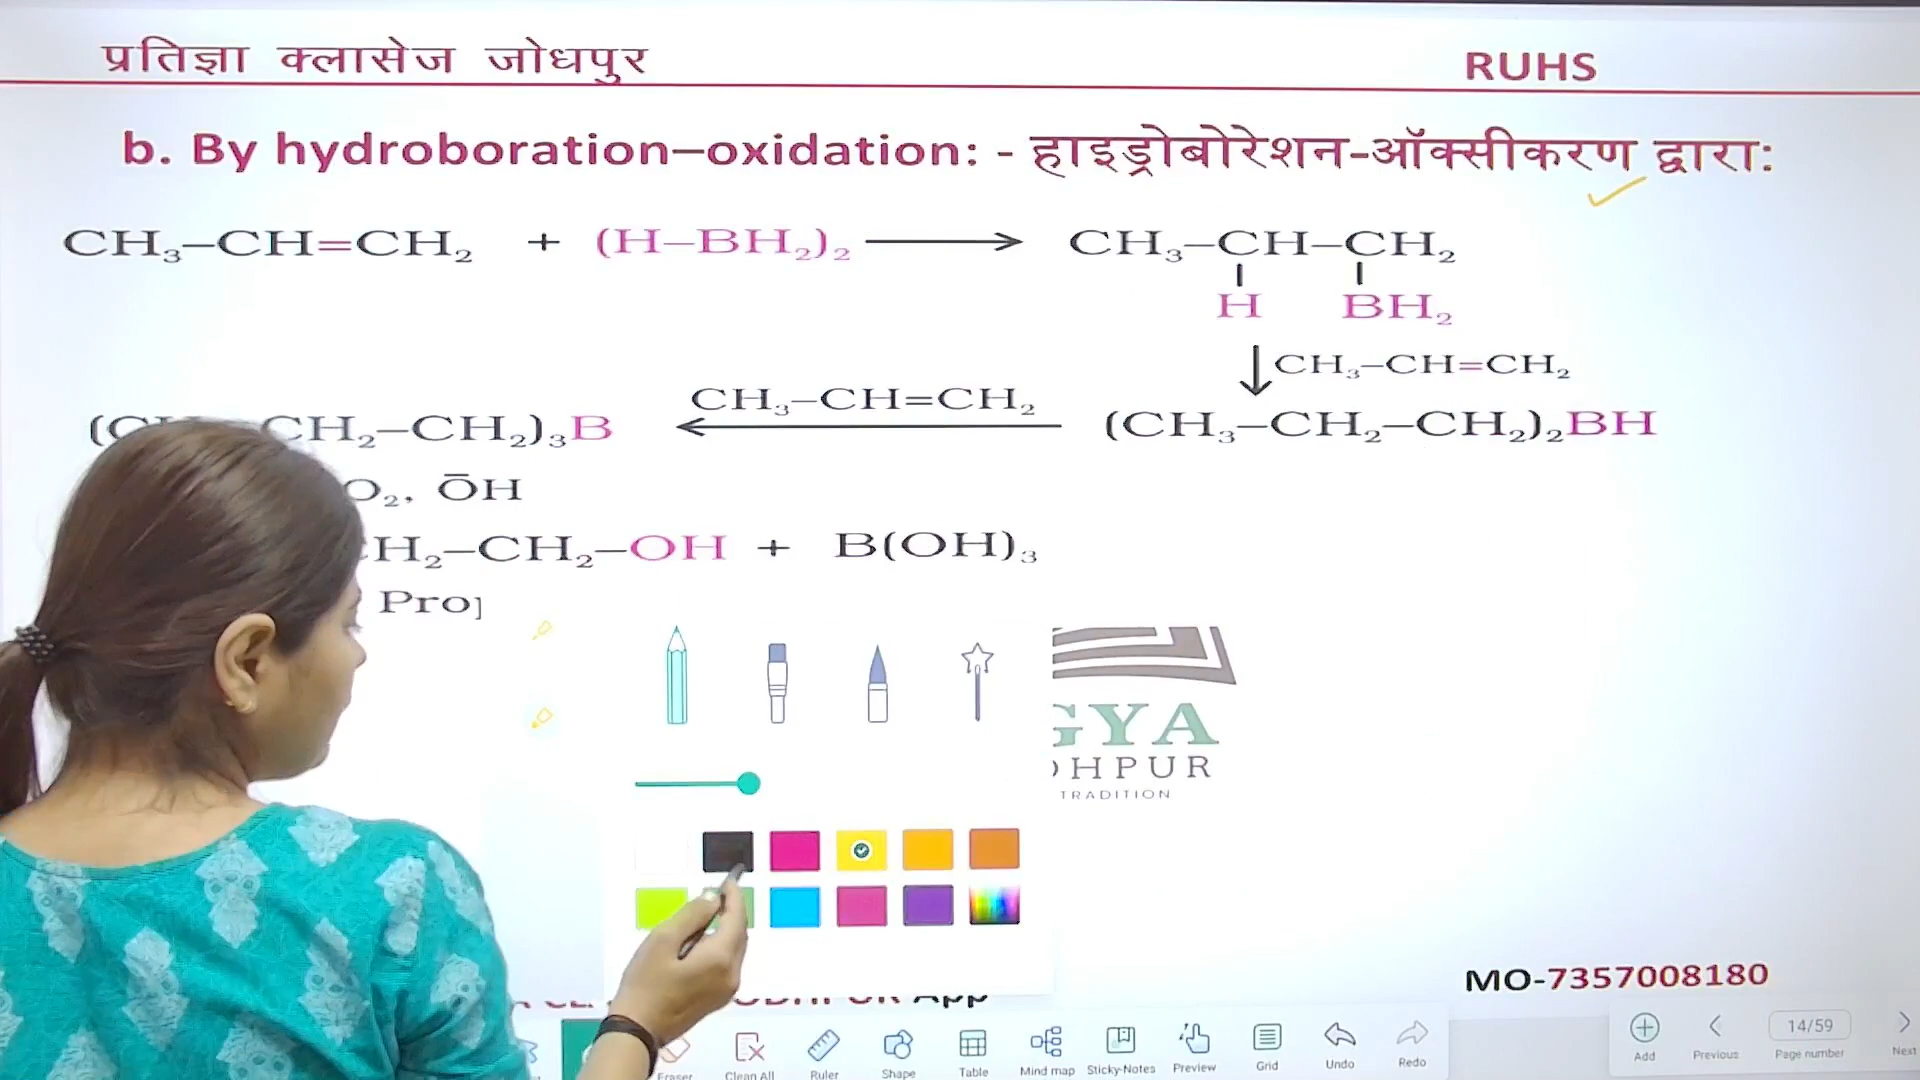 प्रतिज्ञा क्लासेज जोधपुर
RUHS
b. By hydroboration–oxidation: - हाइड्रोबोरेशन-ऑक्सीकरण द्वारा:
CH₃–CH=CH₂ + (H–BH₂)₂ ⟶ CH₃–CH–CH₂
H BH₂
CH₃–CH=CH₂
CH₂–CH₂)₃B ⟵ CH₃–CH=CH₂ (CH₃–CH₂–CH₂)₂BH
O₂, ŌH
H₂–CH₂–OH + B(OH)₃
Pro]
GYA
HPUR
TRADITION
App
MO-7357008180
Eraser
Clean All
Ruler
Shape
Table
Mind map
Sticky-Notes
Preview
Grid
Undo
Redo
Add
Previous
14/59
Page number
Next